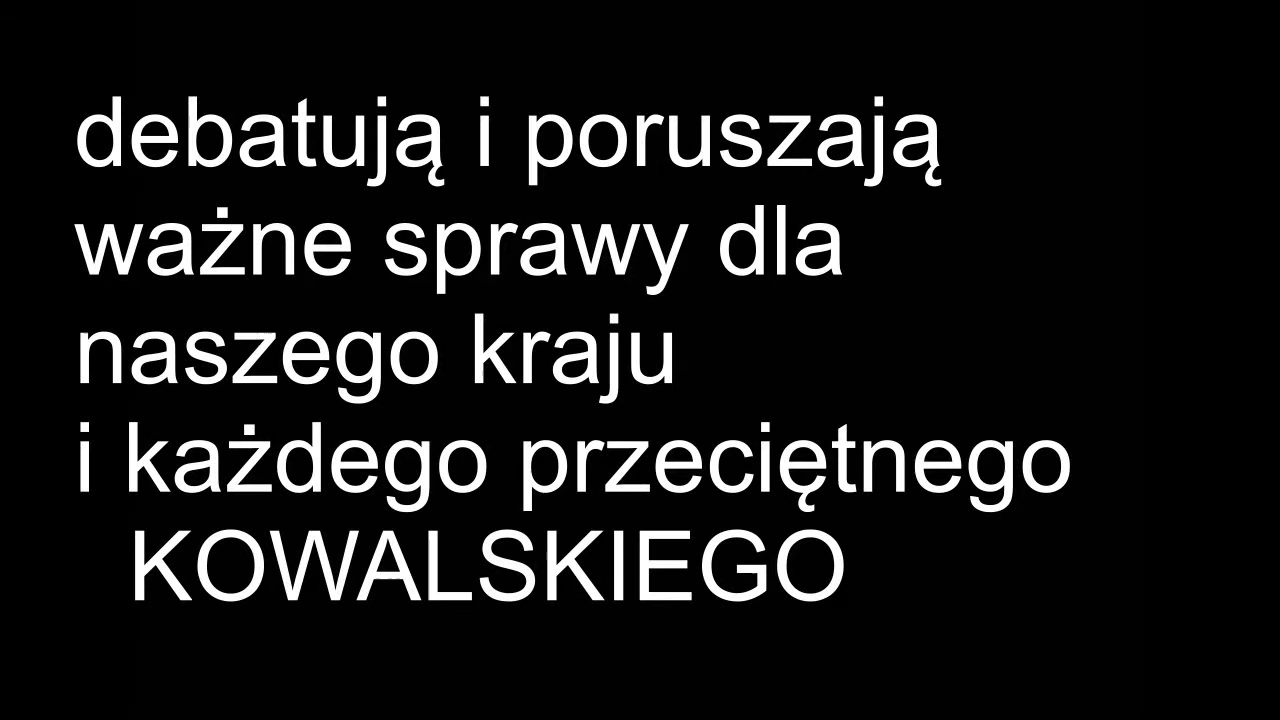 debatują i poruszają
ważne sprawy dla
naszego kraju
i każdego przeciętnego
KOWALSKIEGO